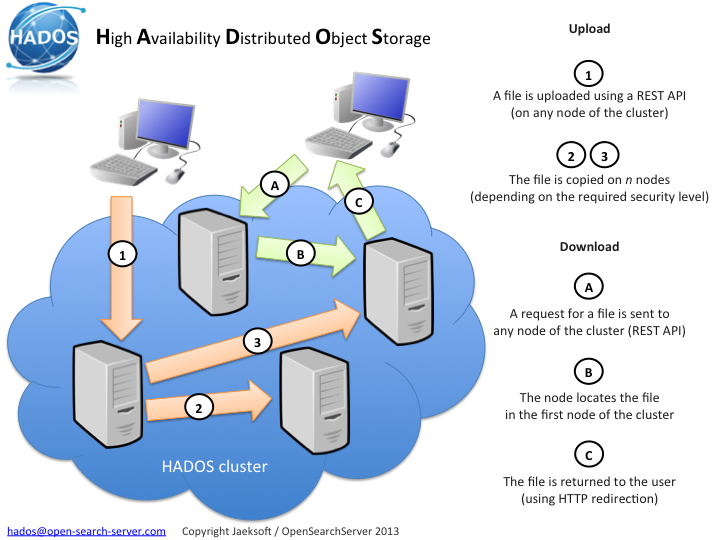 HADOS
High Availability Distributed Object Storage
Upload
1
A file is uploaded using a REST API
(on any node of the cluster)
2 3
The file is copied on n nodes
(depending on the required security level)
Download
A
A request for a file is sent to
any node of the cluster (REST API)
B
The node locates the file
in the first node of the cluster
C
The file is returned to the user
(using HTTP redirection)
A
C
1
B
3
2
HADOS cluster
hados@open-search-server.com Copyright Jaeksoft / OpenSearchServer 2013